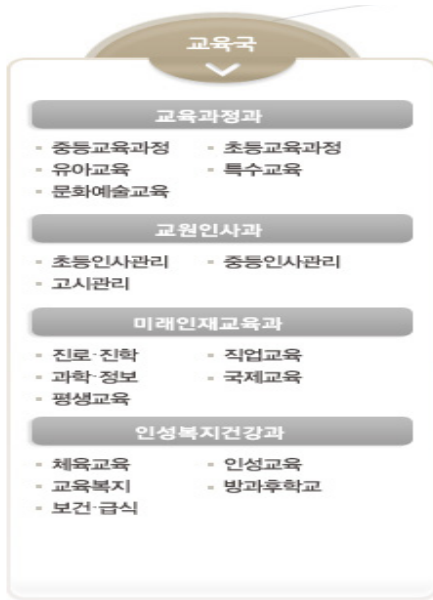 교육국
교육과정과
중등교육과정 초등교육과정
유아교육 특수교육
문화예술교육
교원인사과
초등인사관리 중등인사관리
고시관리
미래인재교육과
진로·진학 직업교육
과학·정보 국제교육
평생교육
인성복지건강과
체육교육 인성교육
교육복지 방과후학교
보건·급식